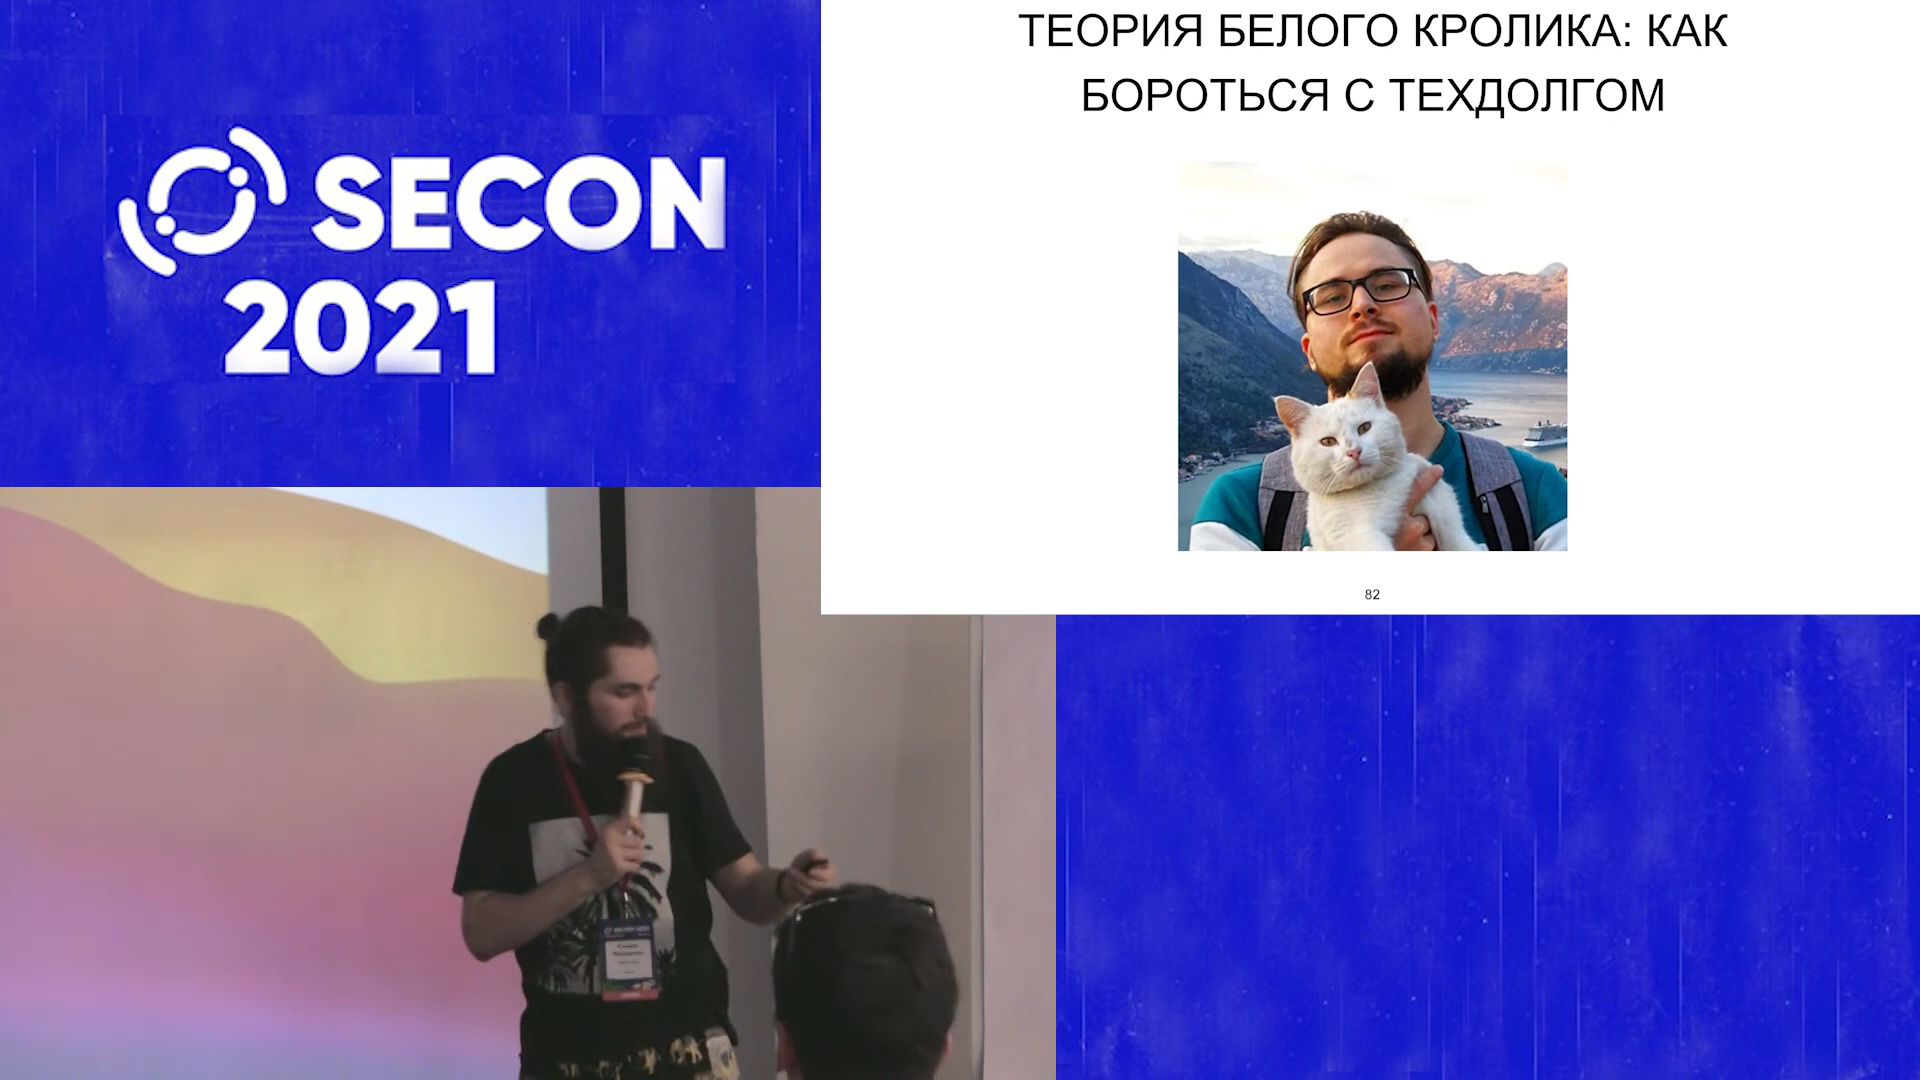 SECON
2021
ТЕОРИЯ БЕЛОГО КРОЛИКА: КАК
БОРОТЬСЯ С ТЕХДОЛГОМ
82